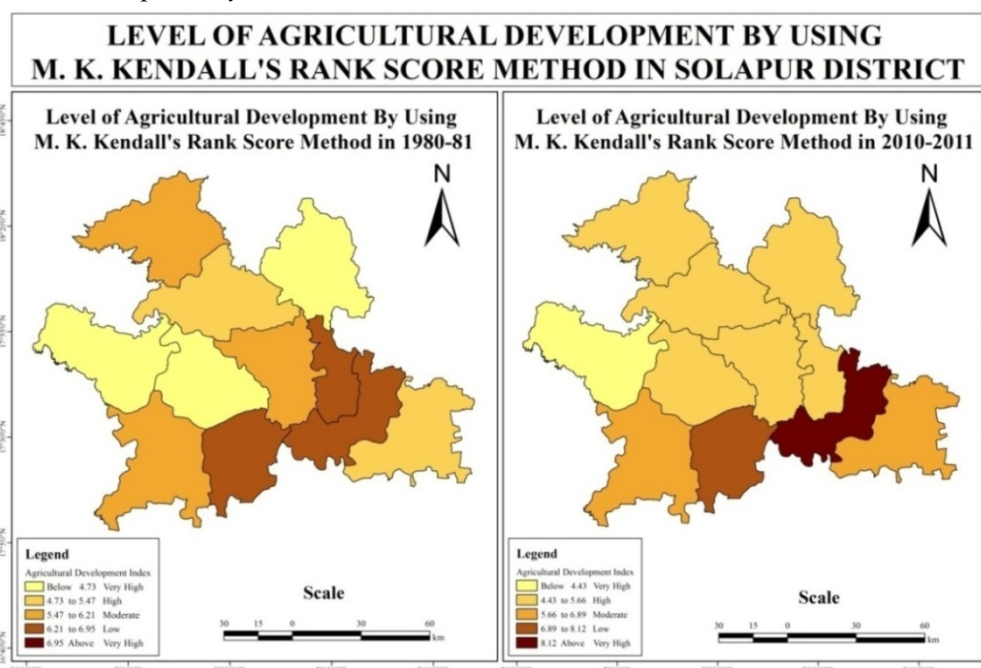 LEVEL OF AGRICULTURAL DEVELOPMENT BY USING
M. K. KENDALL'S RANK SCORE METHOD IN SOLAPUR DISTRICT
Level of Agricultural Development By Using
M. K. Kendall's Rank Score Method in 1980-81
N
Legend
Agricultural Development Index
Below 4.73 Very High
4.73 to 5.47 High
5.47 to 6.21 Moderate
6.21 to 6.95 Low
6.95 Above Very High
Scale
30 15 0 30 60
km
Level of Agricultural Development By Using
M. K. Kendall's Rank Score Method in 2010-2011
N
Legend
Agricultural Development Index
Below 4.43 Very High
4.43 to 5.66 High
5.66 to 6.89 Moderate
6.89 to 8.12 Low
8.12 Above Very High
Scale
30 15 0 30 60
km